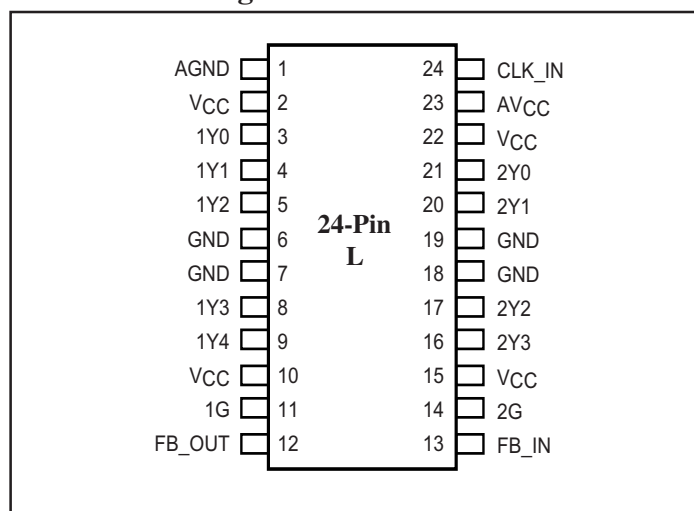 g
AGND 1 24 CLK_IN
VCC 2 23 AVCC
1Y0 3 22 VCC
1Y1 4 21 2Y0
1Y2 5 20 2Y1
24-Pin
L
GND 6 19 GND
GND 7 18 GND
1Y3 8 17 2Y2
1Y4 9 16 2Y3
VCC 10 15 VCC
1G 11 14 2G
FB_OUT 12 13 FB_IN